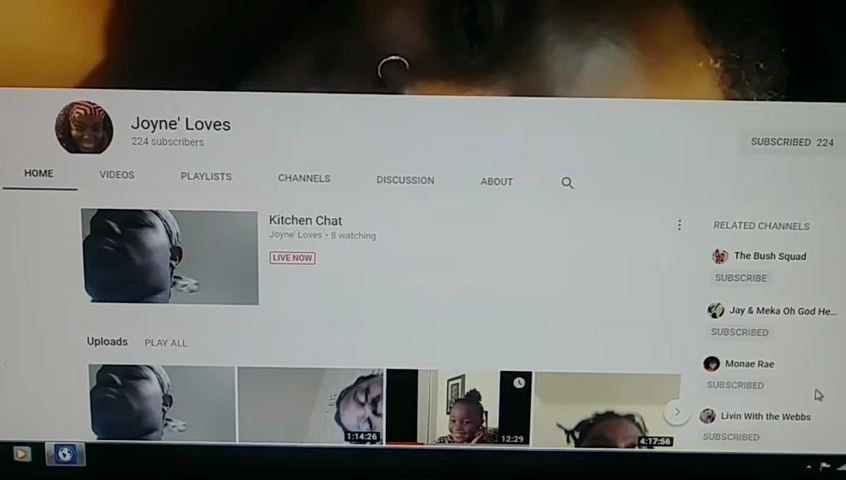 Joyne' Loves
224 subscribers
SUBSCRIBED 224
HOME
VIDEOS
PLAYLISTS
CHANNELS
DISCUSSION
ABOUT
Kitchen Chat
Joyne' Loves • 8 watching
LIVE NOW
Uploads PLAY ALL
1:14:26
12:29
4:17:56
RELATED CHANNELS
The Bush Squad
SUBSCRIBE
Jay & Meka Oh God He...
SUBSCRIBED
Monae Rae
SUBSCRIBED
Livin With the Webbs
SUBSCRIBED